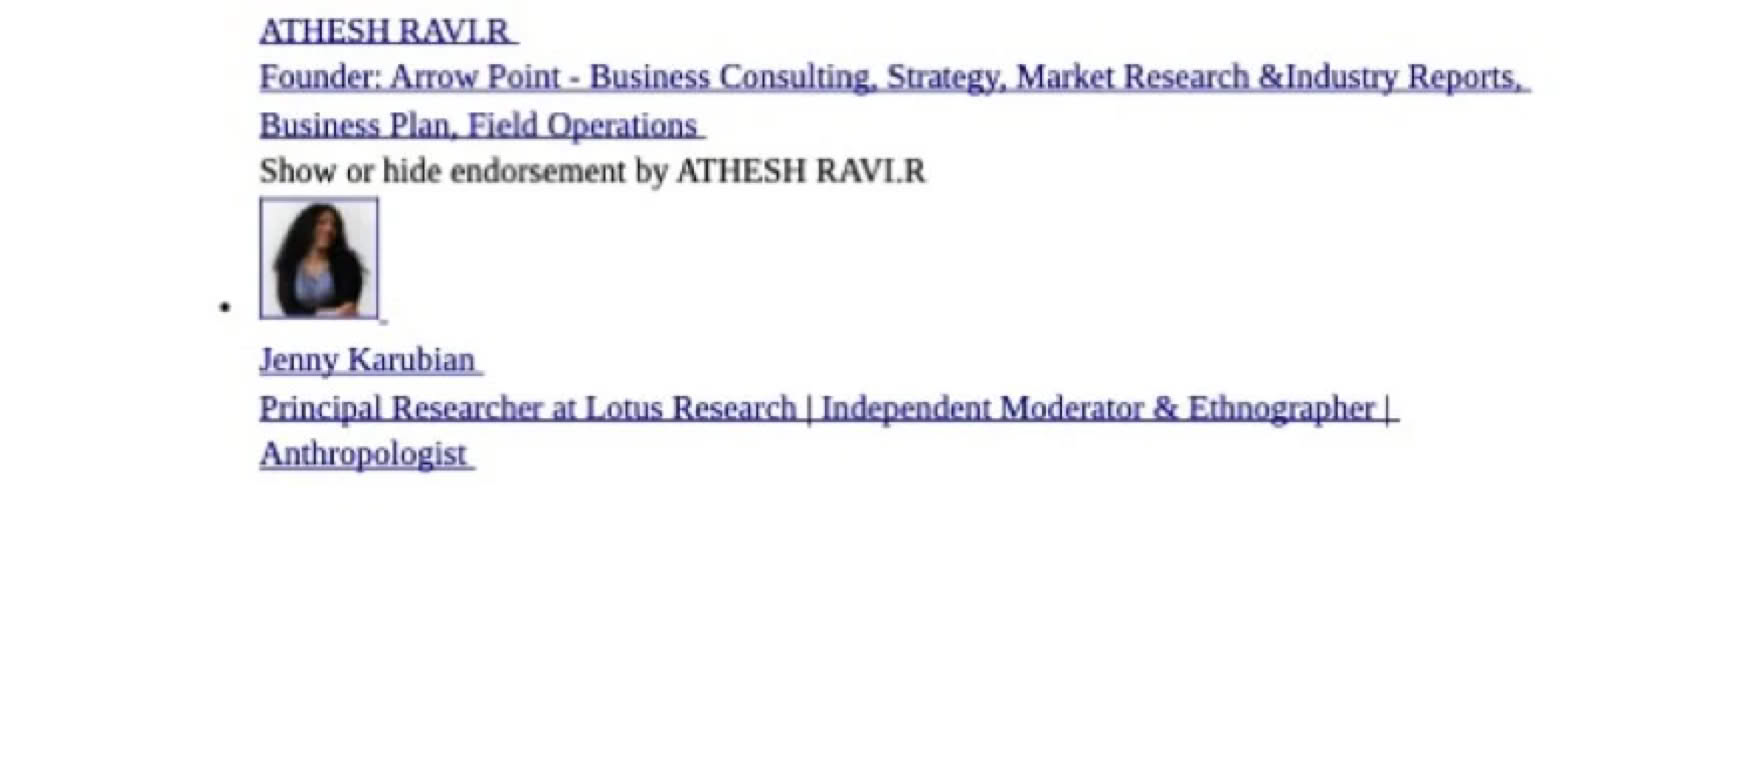 ATHESH RAVI.R
Founder: Arrow Point - Business Consulting, Strategy, Market Research &Industry Reports,
Business Plan, Field Operations
Show or hide endorsement by ATHESH RAVI.R
Jenny Karubian
Principal Researcher at Lotus Research | Independent Moderator & Ethnographer |
Anthropologist